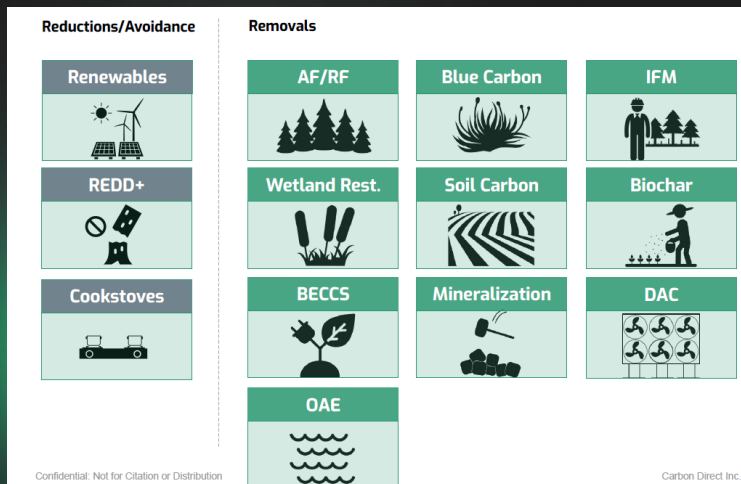 Reductions/Avoidance
Removals
Renewables
AF/RF
Blue Carbon
IFM
REDD+
Wetland Rest.
Soil Carbon
Biochar
Cookstoves
BECCS
Mineralization
DAC
OAE
Confidential: Not for Citation or Distribution
Carbon Direct Inc.